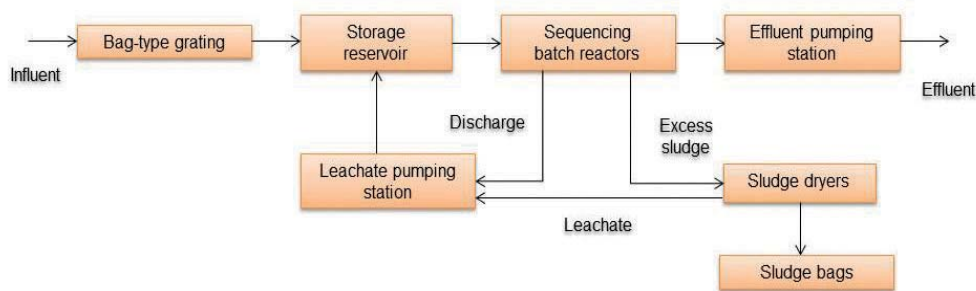 Influent
Bag-type grating
Storage
reservoir
Sequencing
batch reactors
Effluent pumping
station
Effluent
Discharge
Excess
sludge
Leachate pumping
station
Sludge dryers
Leachate
Sludge bags